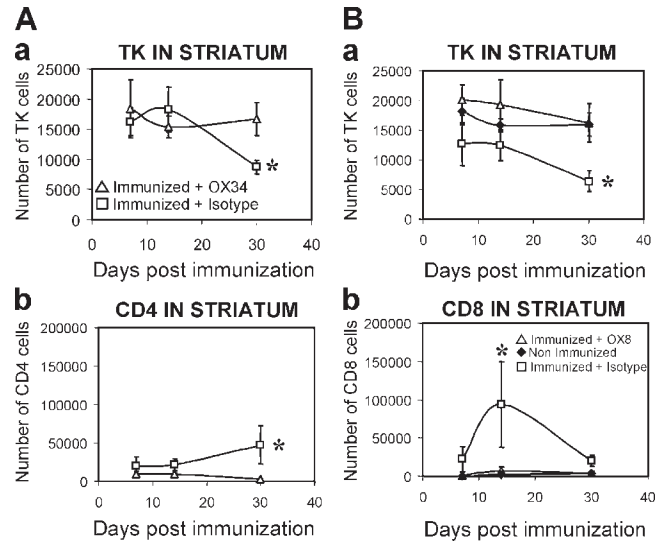 A
a TK IN STRIATUM
Number of TK cells
25000
20000
15000
10000
5000
0
△ Immunized + OX34
□ Immunized + Isotype
*
0 10 20 30 40
Days post immunization
b CD4 IN STRIATUM
Number of CD4 cells
200000
150000
100000
50000
0
*
0 10 20 30 40
Days post immunization
B
a TK IN STRIATUM
Number of TK cells
25000
20000
15000
10000
5000
0
*
0 10 20 30 40
Days post immunization
b CD8 IN STRIATUM
Number of CD8 cells
200000
150000
100000
50000
0
△ Immunized + OX8
◆ Non Immunized
□ Immunized + Isotype
*
0 10 20 30 40
Days post immunization